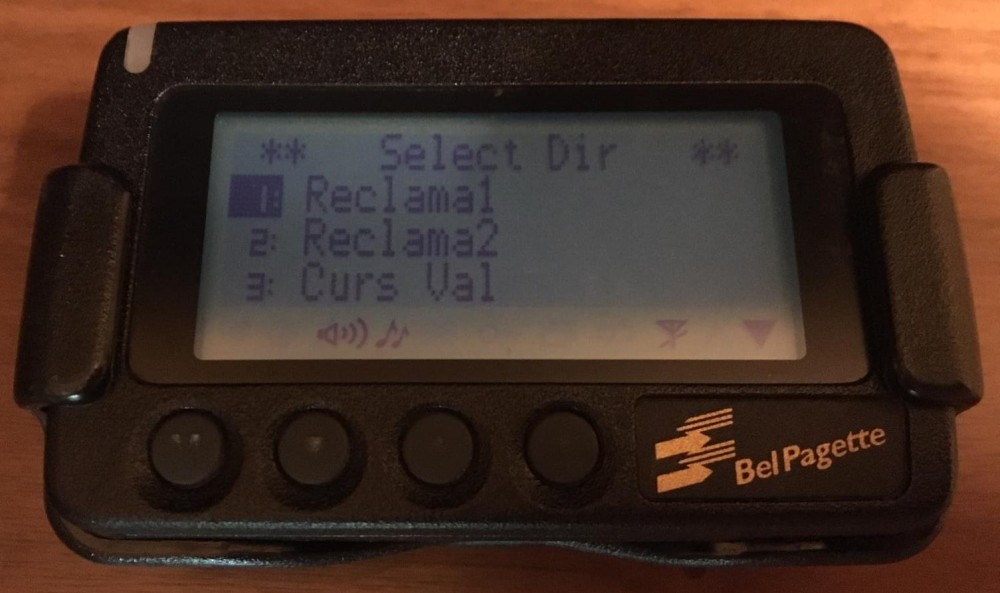 ** Select Dir **
1: Reclama1
2: Reclama2
3: Curs Val
BelPagette